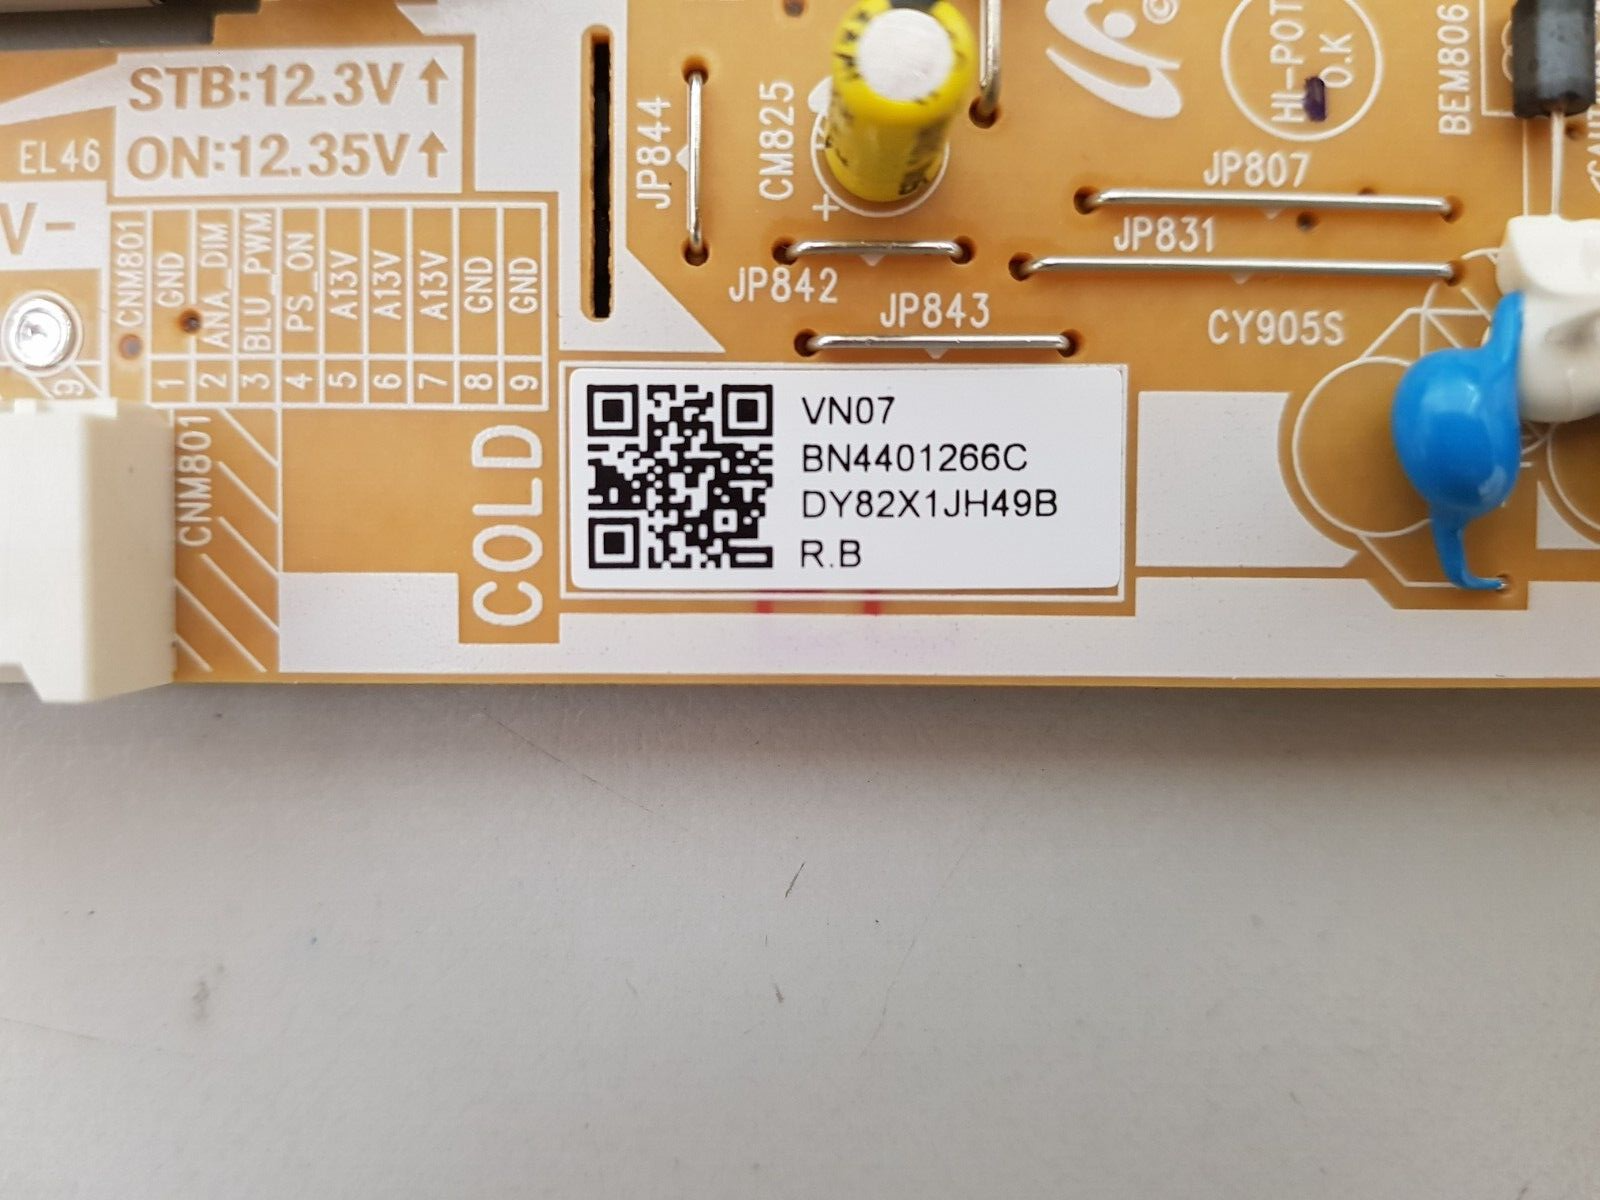 STB:12.3V↑
ON:12.35V↑
EL46
V-
CNM801
GND
ANA_DIM
BLU_PWM
PS_ON
A13V
A13V
A13V
GND
GND
1
2
3
4
5
6
7
8
9
9
CNM801
COLD
JP844
CM825
+
JP842
JP843
©
HI-POT
O.K
BEM806
JP807
JP831
CY905S
VN07
BN4401266C
DY82X1JH49B
R.B